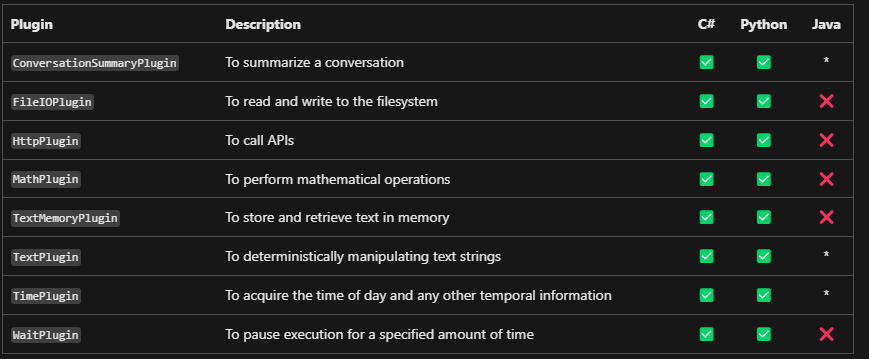 Plugin Description C# Python Java
ConversationSummaryPlugin To summarize a conversation ✅ ✅ *
FileIOPlugin To read and write to the filesystem ✅ ✅ ❌
HttpPlugin To call APIs ✅ ✅ ❌
MathPlugin To perform mathematical operations ✅ ✅ ❌
TextMemoryPlugin To store and retrieve text in memory ✅ ✅ ❌
TextPlugin To deterministically manipulating text strings ✅ ✅ *
TimePlugin To acquire the time of day and any other temporal information ✅ ✅ *
WaitPlugin To pause execution for a specified amount of time ✅ ✅ ❌